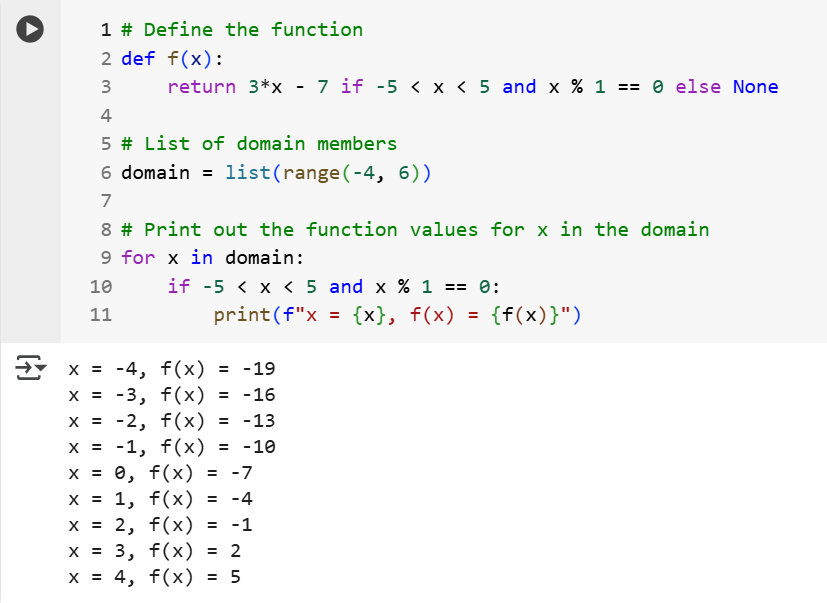 1 # Define the function
2 def f(x):
3     return 3*x - 7 if -5 < x < 5 and x % 1 == 0 else None
4
5 # List of domain members
6 domain = list(range(-4, 6))
7
8 # Print out the function values for x in the domain
9 for x in domain:
10     if -5 < x < 5 and x % 1 == 0:
11         print(f"x = {x}, f(x) = {f(x)}")
x = -4, f(x) = -19
x = -3, f(x) = -16
x = -2, f(x) = -13
x = -1, f(x) = -10
x = 0, f(x) = -7
x = 1, f(x) = -4
x = 2, f(x) = -1
x = 3, f(x) = 2
x = 4, f(x) = 5